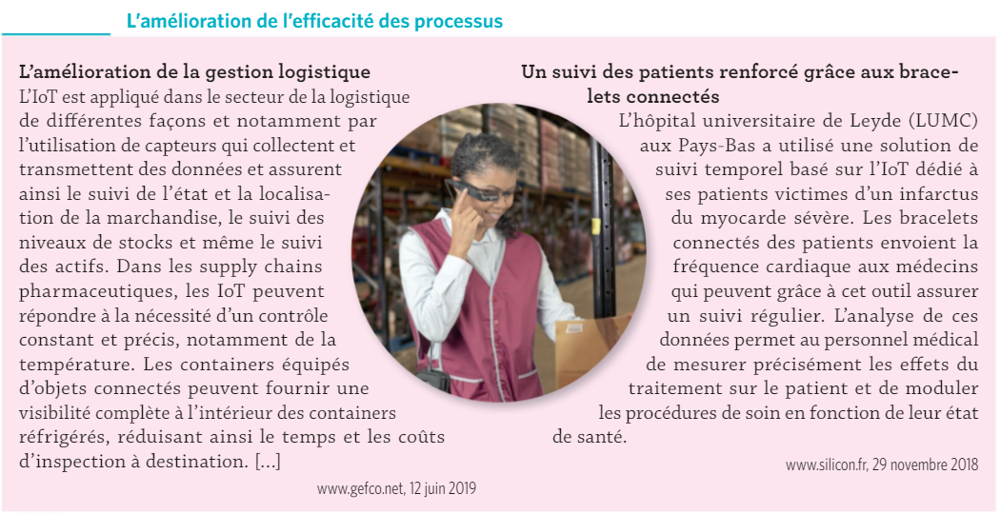 L’amélioration de l’efficacité des processus
L’amélioration de la gestion logistique
L’IoT est appliqué dans le secteur de la logistique
de différentes façons et notamment par
l’utilisation de capteurs qui collectent et
transmettent des données et assurent
ainsi le suivi de l’état et la localisa-
tion de la marchandise, le suivi des
niveaux de stocks et même le suivi
des actifs. Dans les supply chains
pharmaceutiques, les IoT peuvent
répondre à la nécessité d’un contrôle
constant et précis, notamment de la
température. Les containers équipés
d’objets connectés peuvent fournir une
visibilité complète à l’intérieur des containers
réfrigérés, réduisant ainsi le temps et les coûts
d’inspection à destination. [...]
www.gefco.net, 12 juin 2019
Un suivi des patients renforcé grâce aux brace-
lets connectés
L’hôpital universitaire de Leyde (LUMC)
aux Pays-Bas a utilisé une solution de
suivi temporel basé sur l’IoT dédié à
ses patients victimes d’un infarctus
du myocarde sévère. Les bracelets
connectés des patients envoient la
fréquence cardiaque aux médecins
qui peuvent grâce à cet outil assurer
un suivi régulier. L’analyse de ces
données permet au personnel médical
de mesurer précisément les effets du
traitement sur le patient et de moduler
les procédures de soin en fonction de leur état
de santé.
www.silicon.fr, 29 novembre 2018